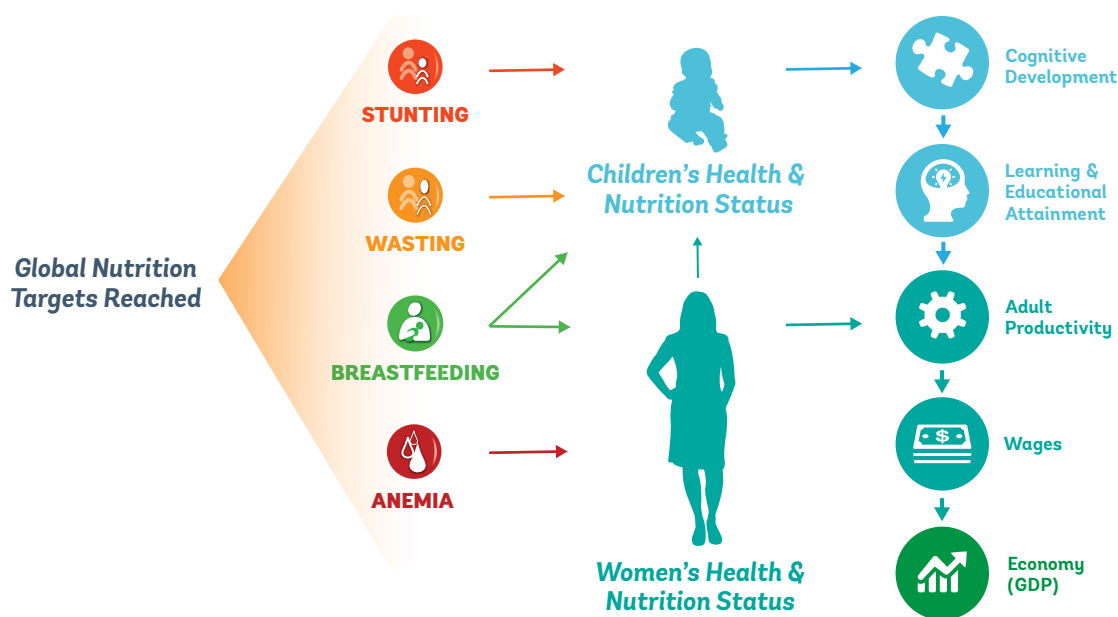 Global Nutrition
Targets Reached
STUNTING
WASTING
BREASTFEEDING
ANEMIA
Children's Health &
Nutrition Status
Women's Health &
Nutrition Status
Cognitive
Development
Learning &
Educational
Attainment
Adult
Productivity
$
Wages
Economy
(GDP)